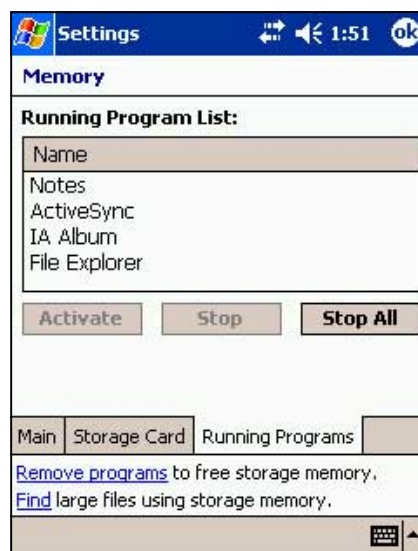 Settings 1:51 ok
Memory
Running Program List:
Name
Notes
ActiveSync
IA Album
File Explorer
Activate Stop Stop All
Main Storage Card Running Programs
Remove programs to free storage memory.
Find large files using storage memory.